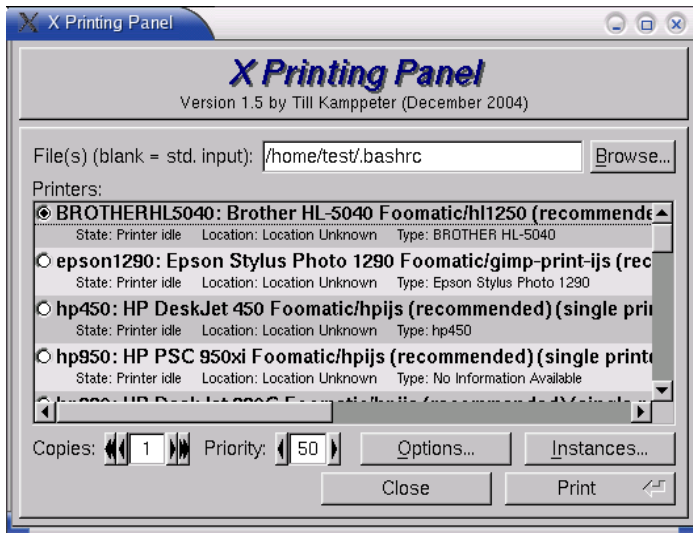 X Printing Panel
X Printing Panel
Version 1.5 by Till Kamppeter (December 2004)
File(s) (blank = std. input): /home/test/.bashrc Browse...
Printers:
BROTHERHL5040: Brother HL-5040 Foomatic/hl1250 (recommende
State: Printer idle Location: Location Unknown Type: BROTHER HL-5040
epson1290: Epson Stylus Photo 1290 Foomatic/gimp-print-ijs (rec
State: Printer idle Location: Location Unknown Type: Epson Stylus Photo 1290
hp450: HP DeskJet 450 Foomatic/hpijs (recommended) (single prin
State: Printer idle Location: Location Unknown Type: hp450
hp950: HP PSC 950xi Foomatic/hpijs (recommended) (single printe
State: Printer idle Location: Location Unknown Type: No Information Available
Copies: 1 Priority: 50 Options... Instances...
Close Print